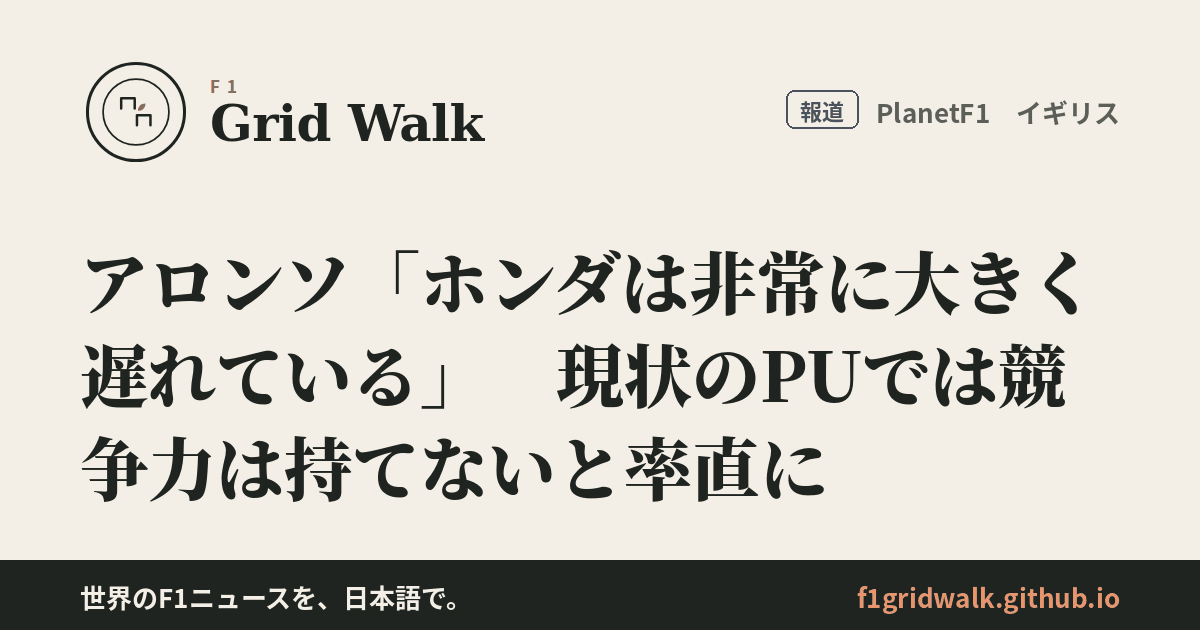 F1
Grid Walk
報道 PlanetF1 イギリス
アロンソ「ホンダは非常に大きく
遅れている」 現状のPUでは競
争力は持てないと率直に
世界のF1ニュースを、日本語で。
f1gridwalk.github.io